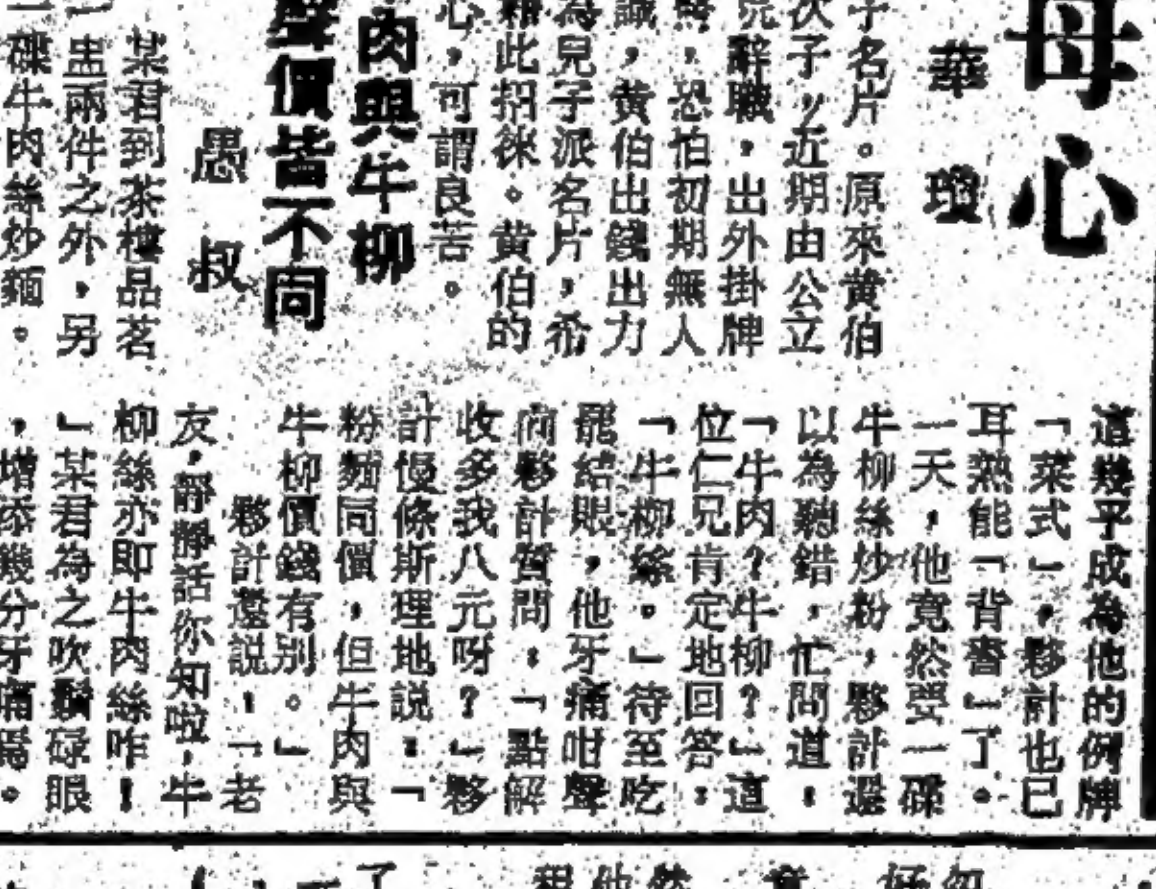 母心
華瓊
子名片。原來黄伯
次子,近期由公立
院辭職,出外掛牌
,恐怕初期無人
誠,黄伯出錢出力
為兒子派名片,希
藉此招徠。黄伯的
心,可謂良苦。
肉與牛柳
價皆不同
愚叔
某君到茶樓品茗
一盅兩件之外,另
一碟牛肉絲炒麵。
這幾乎成為他的例牌
「菜式」,夥計也已
耳熟能「背書」了。
一天,他竟然要一碟
牛柳絲炒粉,夥計還
以為聽錯,忙問道:
「牛肉?牛柳?」這
位仁兄肯定地回答:
「牛柳絲。」待至吃
罷結賬,他牙痛咁聲
向夥計質問:「點解
收多我八元呀?」夥
計慢條斯理地説:「
粉麵同價,但牛肉與
牛柳價錢有別。」
夥計還説:「老
友,靜靜話你知啦,牛
柳絲亦即牛肉絲咋!
」某君為之吹鬚碌眼
,增添幾分牙痛焉。